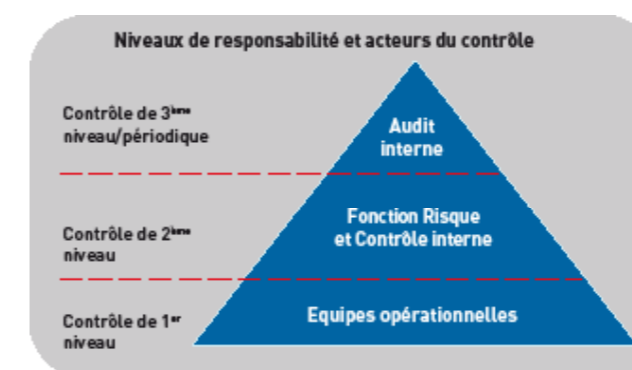 Niveaux de responsabilité et acteurs du contrôle
Contrôle de 3ème
niveau/périodique
Audit
interne
Fonction Risque
et Contrôle interne
Contrôle de 2ème
niveau
Equipes opérationnelles
Contrôle de 1er
niveau